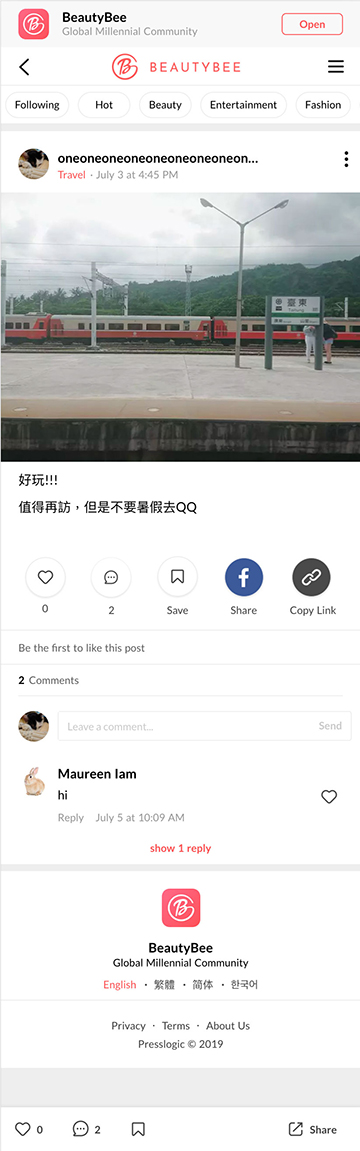 BeautyBee
Global Millennial Community
Open
BEAUTYBEE
Following
Hot
Beauty
Entertainment
Fashion
oneoneoneoneoneoneoneoneon...
Travel · July 3 at 4:45 PM
臺東
Taitung
好玩!!!
值得再訪，但是不要暑假去QQ
0
2
Save
Share
Copy Link
Be the first to like this post
2 Comments
Leave a comment...
Send
Maureen Iam
hi
Reply July 5 at 10:09 AM
show 1 reply
BeautyBee
Global Millennial Community
English · 繁體 · 简体 · 한국어
Privacy · Terms · About Us
Presslogic © 2019
0
2
Share